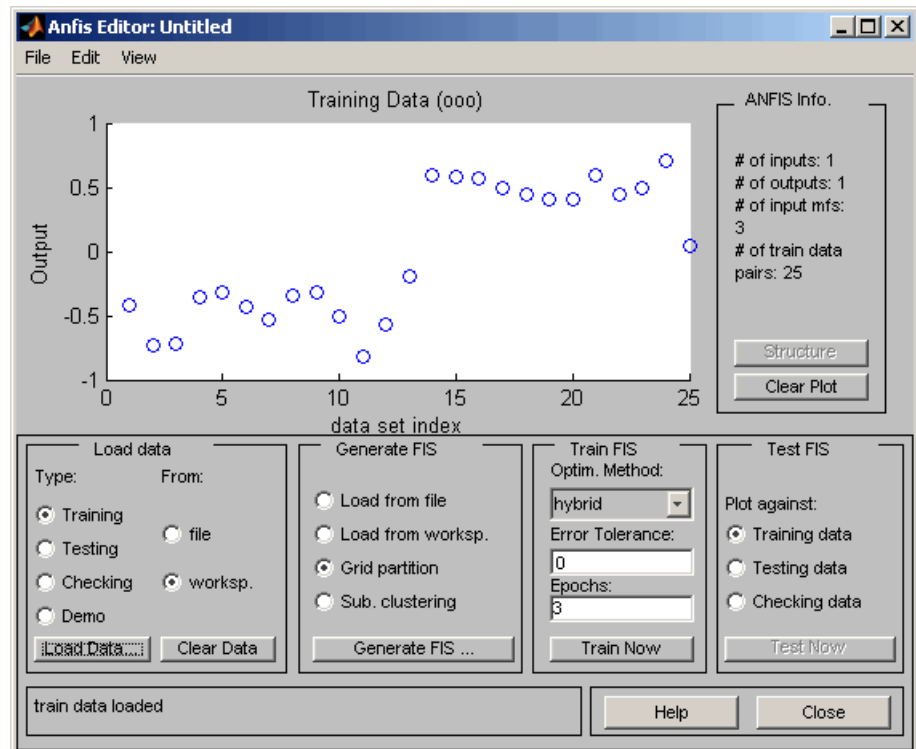 Anfis Editor: Untitled
File Edit View
Training Data (ooo)
1
0.5
0
-0.5
-1
Output
0 5 10 15 20 25
data set index
ANFIS Info.
# of inputs: 1
# of outputs: 1
# of input mfs:
3
# of train data
pairs: 25
Structure
Clear Plot
Load data
Type: From:
Training
Testing
Checking
Demo
file
worksp.
Load Data...
Clear Data
Generate FIS
Load from file
Load from worksp.
Grid partition
Sub. clustering
Generate FIS ...
Train FIS
Optim. Method:
hybrid
Error Tolerance:
0
Epochs:
3
Train Now
Test FIS
Plot against:
Training data
Testing data
Checking data
Test Now
train data loaded
Help
Close